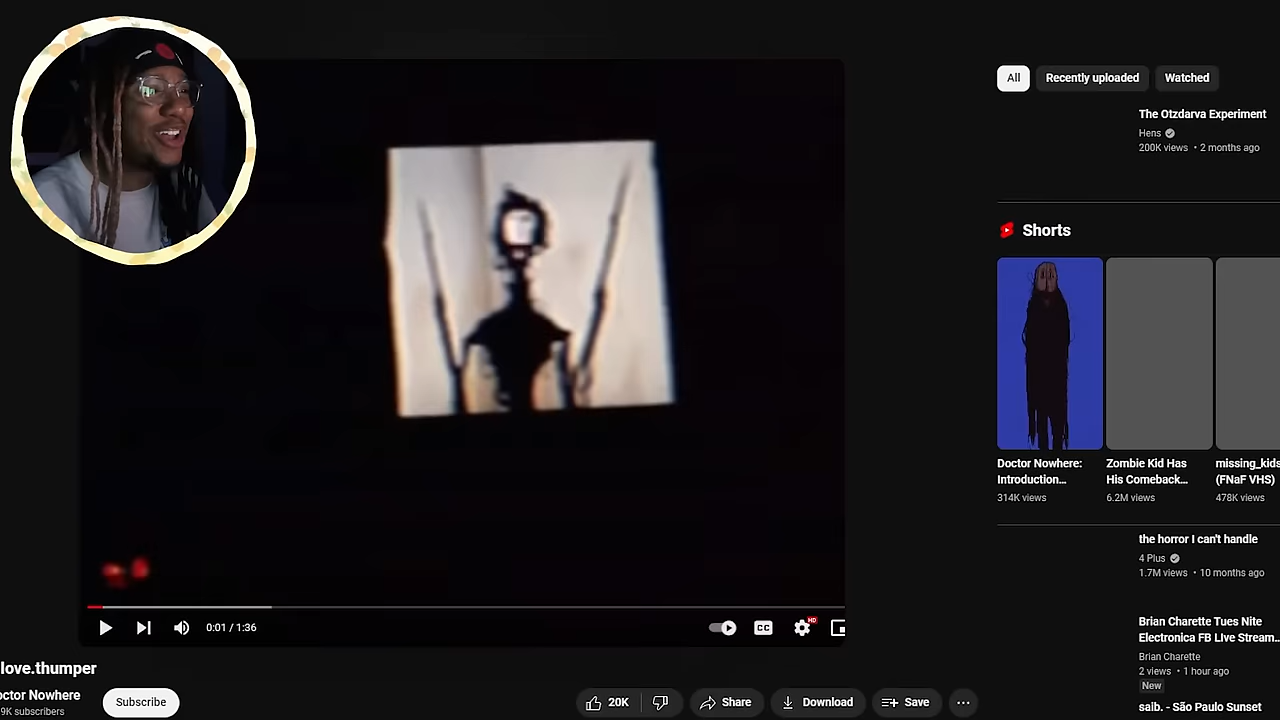 All
Recently uploaded
Watched
The Otzdarva Experiment
Hens
200K views • 2 months ago
Shorts
Doctor Nowhere:
Introduction…
314K views
Zombie Kid Has
His Comeback…
6.2M views
missing_kids
(FNaF VHS)
478K views
the horror I can't handle
4 Plus
1.7M views • 10 months ago
Brian Charette Tues Nite
Electronica FB LIve Stream…
Brian Charette
2 views • 1 hour ago
New
saib. - São Paulo Sunset
0:01 / 1:36
CC
HD
love.thumper
octor Nowhere
9K subscribers
Subscribe
20K
Share
Download
Save